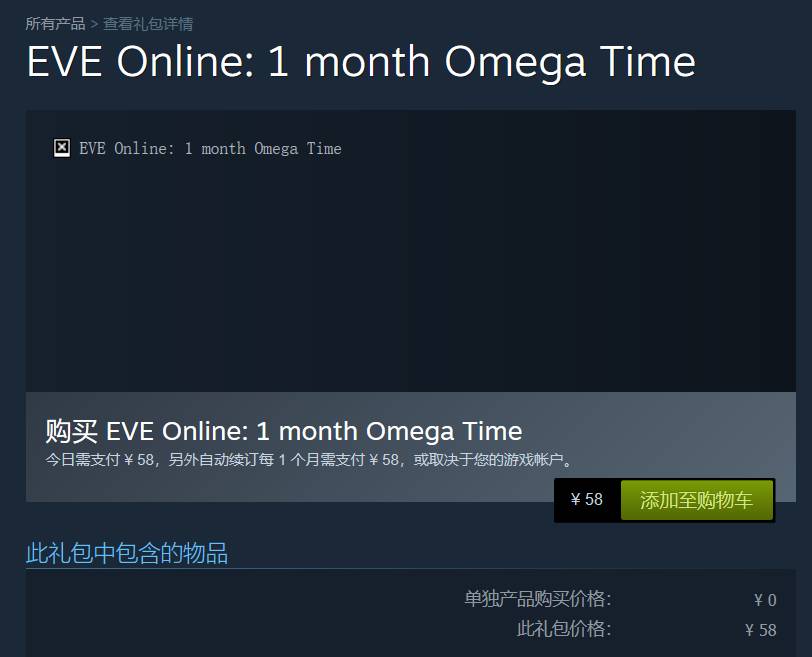 所有产品 > 查看礼包详情
EVE Online: 1 month Omega Time
EVE Online: 1 month Omega Time
购买 EVE Online: 1 month Omega Time
今日需支付 ¥ 58，另外自动续订每 1 个月需支付 ¥ 58，或取决于您的游戏帐户。
¥ 58 添加至购物车
此礼包中包含的物品
单独产品购买价格： ¥ 0
此礼包价格： ¥ 58